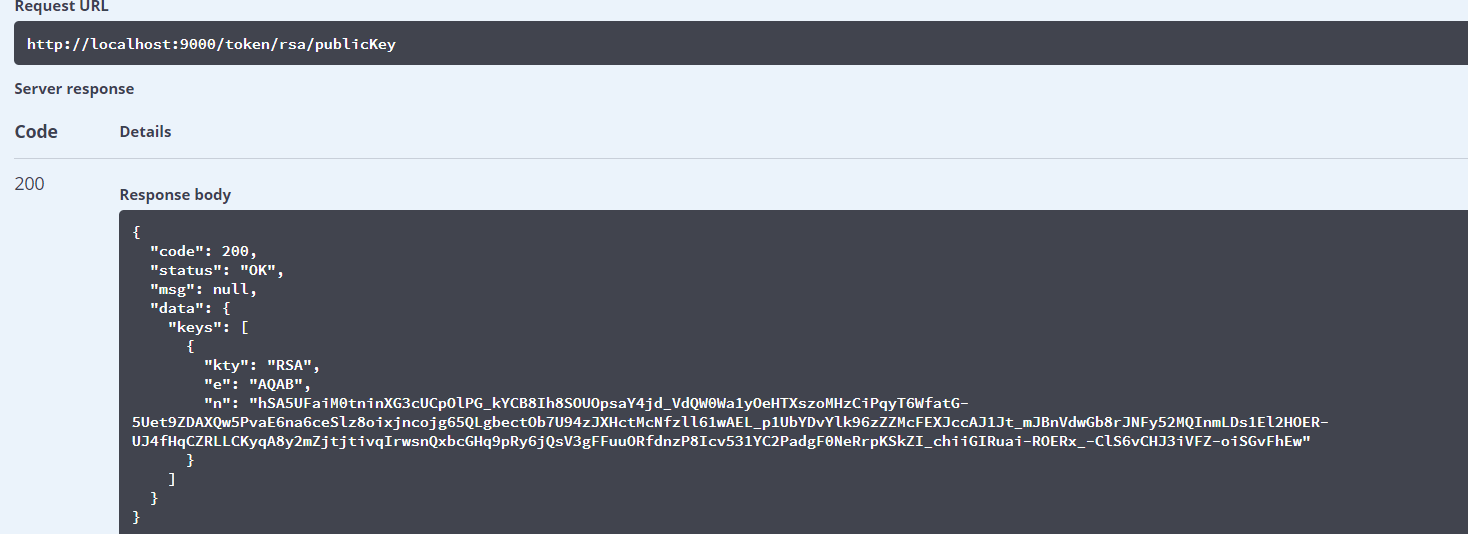 Request URL
http://localhost:9000/token/rsa/publicKey
Server response
Code Details
200
Response body
{
"code": 200,
"status": "OK",
"msg": null,
"data": {
"keys": [
{
"kty": "RSA",
"e": "AQAB",
"n": "hSA5UFaiM0tninXG3cUCpOlPG_kYCB8Ih8SOUOpsaY4jd_VdQW0Wa1yOeHTXszoMHzCiPqyT6WfatG-
5Uet9ZDAXQw5PvaE6na6ceSlz8oixjncojg65QLgbectOb7U94zJXHctMcNfzll61wAEL_p1UbYDvYlk96zZZMcFEXJccAJ1Jt_mJBnVdwGb8rJNFy52MQInmLDs1El2HOER-
UJ4fHqCZRLLCKyqA8y2mZjtjtivqIrwsnQxbcGHq9pRy6jQsV3gFFuuORfdnzP8Icv531YC2PadgF0NeRrpKSkZI_chiiGIRuai-ROERx_-ClS6vCHJ3iVFZ-oiSGvFhEw"
}
]
}
}